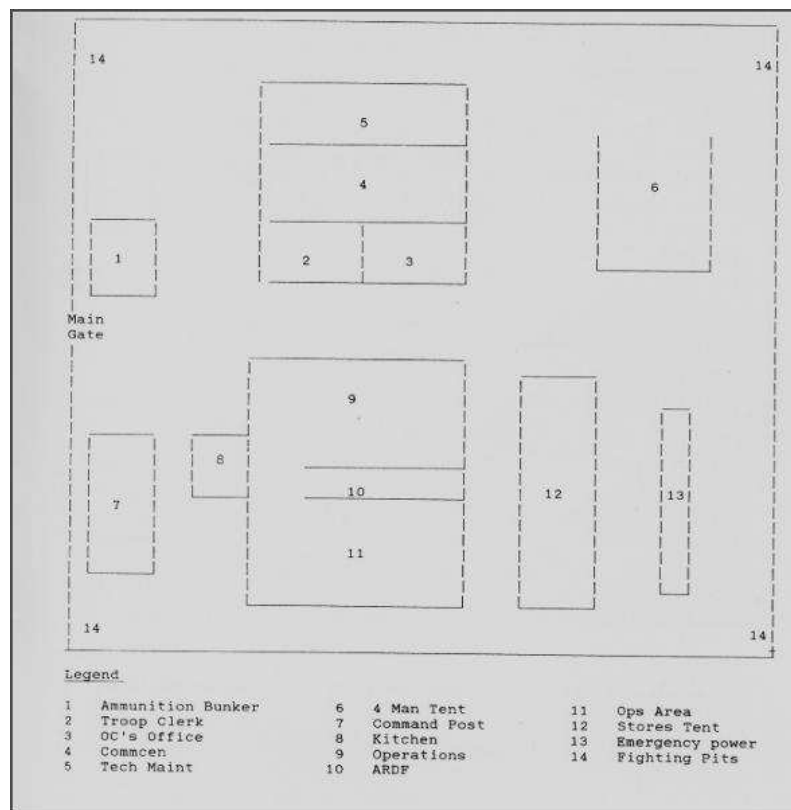 14
14
5
4
6
1
2
3
Main
Gate
9
8
10
12
13
7
11
14
14
Legend
1 Ammunition Bunker
2 Troop Clerk
3 OC's Office
4 Commcen
5 Tech Maint
6 4 Man Tent
7 Command Post
8 Kitchen
9 Operations
10 ARDF
11 Ops Area
12 Stores Tent
13 Emergency power
14 Fighting Pits